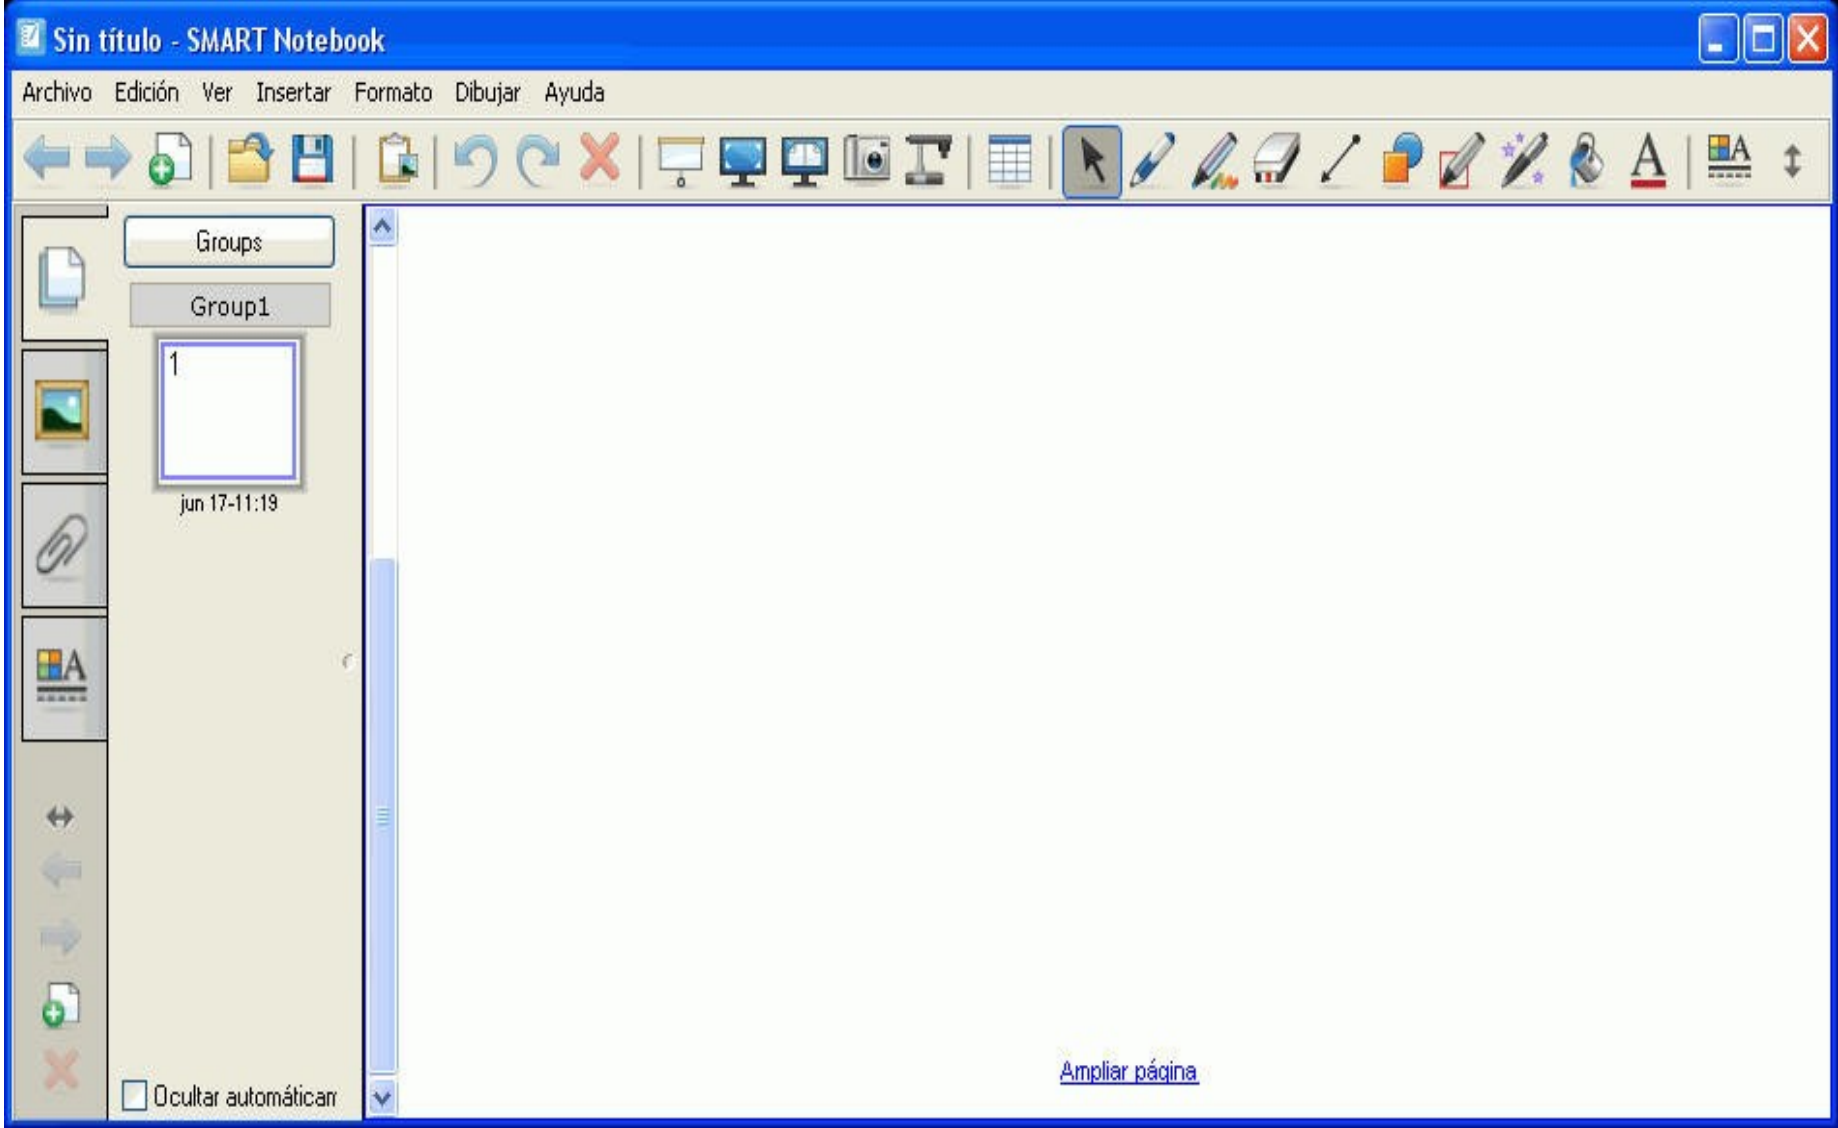 Sin título - SMART Notebook
Archivo Edición Ver Insertar Formato Dibujar Ayuda
Groups
Group1
1
jun 17-11:19
Ampliar página
Ocultar automáticam